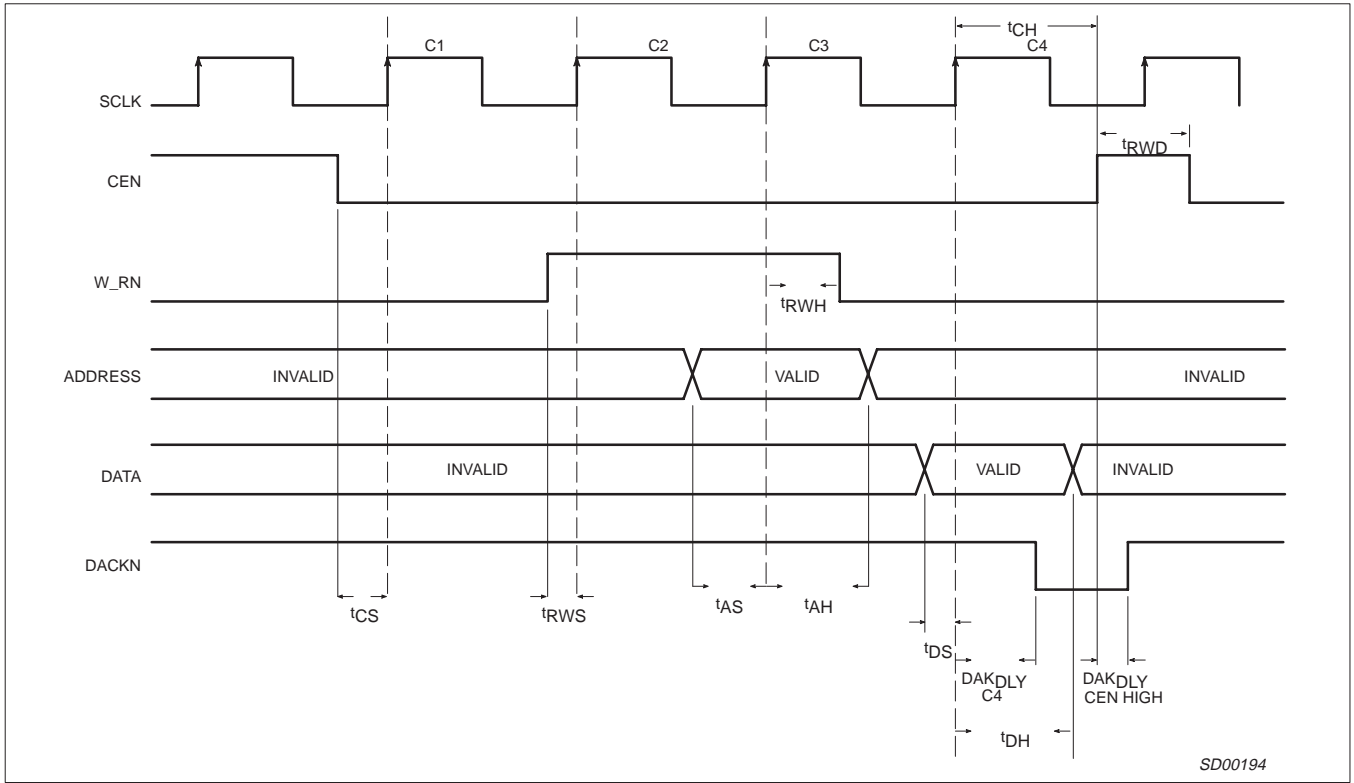 tCH
C1 C2 C3 C4
SCLK
tRWD
CEN
W_RN
tRWH
ADDRESS INVALID VALID INVALID
DATA INVALID VALID INVALID
DACKN
tCS tRWS tAS tAH
tDS
DAKDLY C4
DAKDLY CEN HIGH
tDH
SD00194